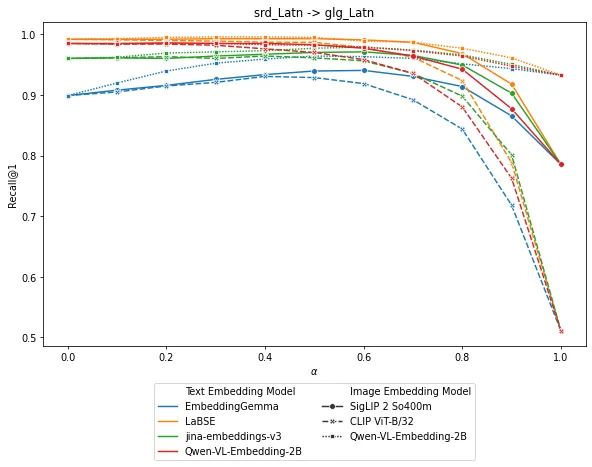 srd_Latn -> glg_Latn
1.0
0.9
0.8
0.7
0.6
0.5
Recall@1
0.0 0.2 0.4 0.6 0.8 1.0
α
Text Embedding Model Image Embedding Model
EmbeddingGemma SigLIP 2 So400m
LaBSE CLIP ViT-B/32
jina-embeddings-v3 Qwen-VL-Embedding-2B
Qwen-VL-Embedding-2B